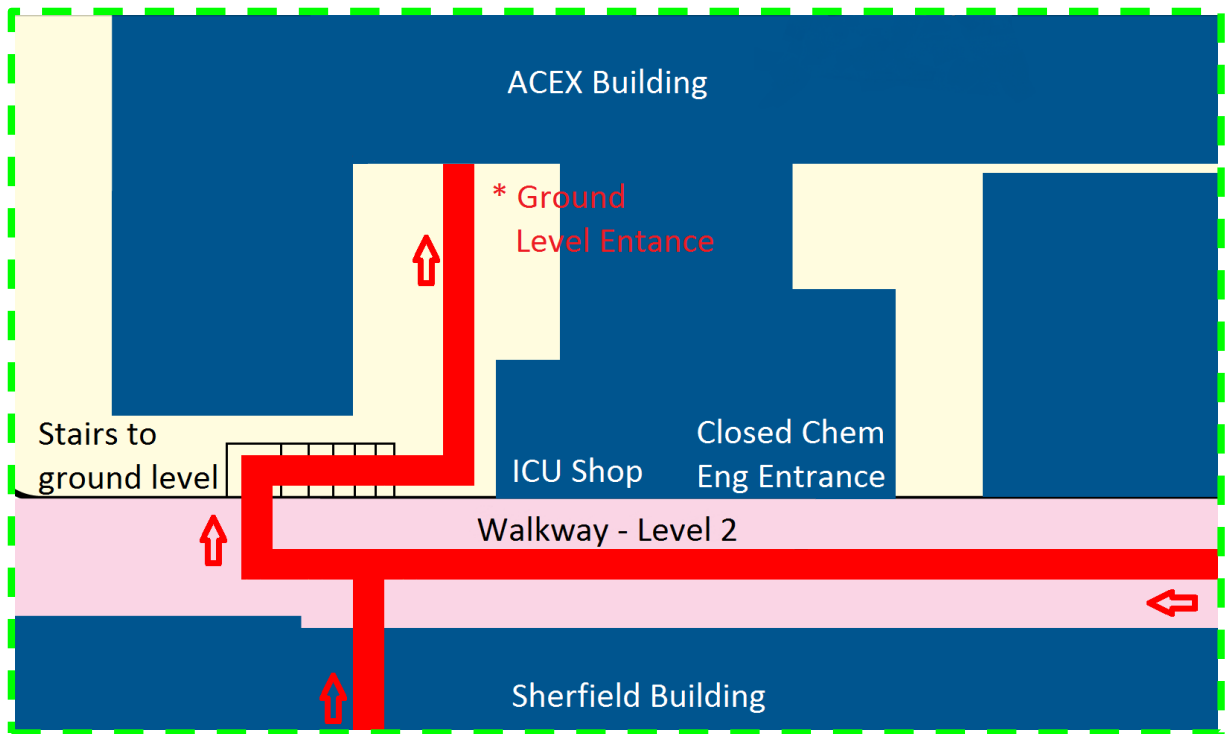 ACEX Building
* Ground
Level Entance
Stairs to
ground level
ICU Shop
Closed Chem
Eng Entrance
Walkway - Level 2
Sherfield Building